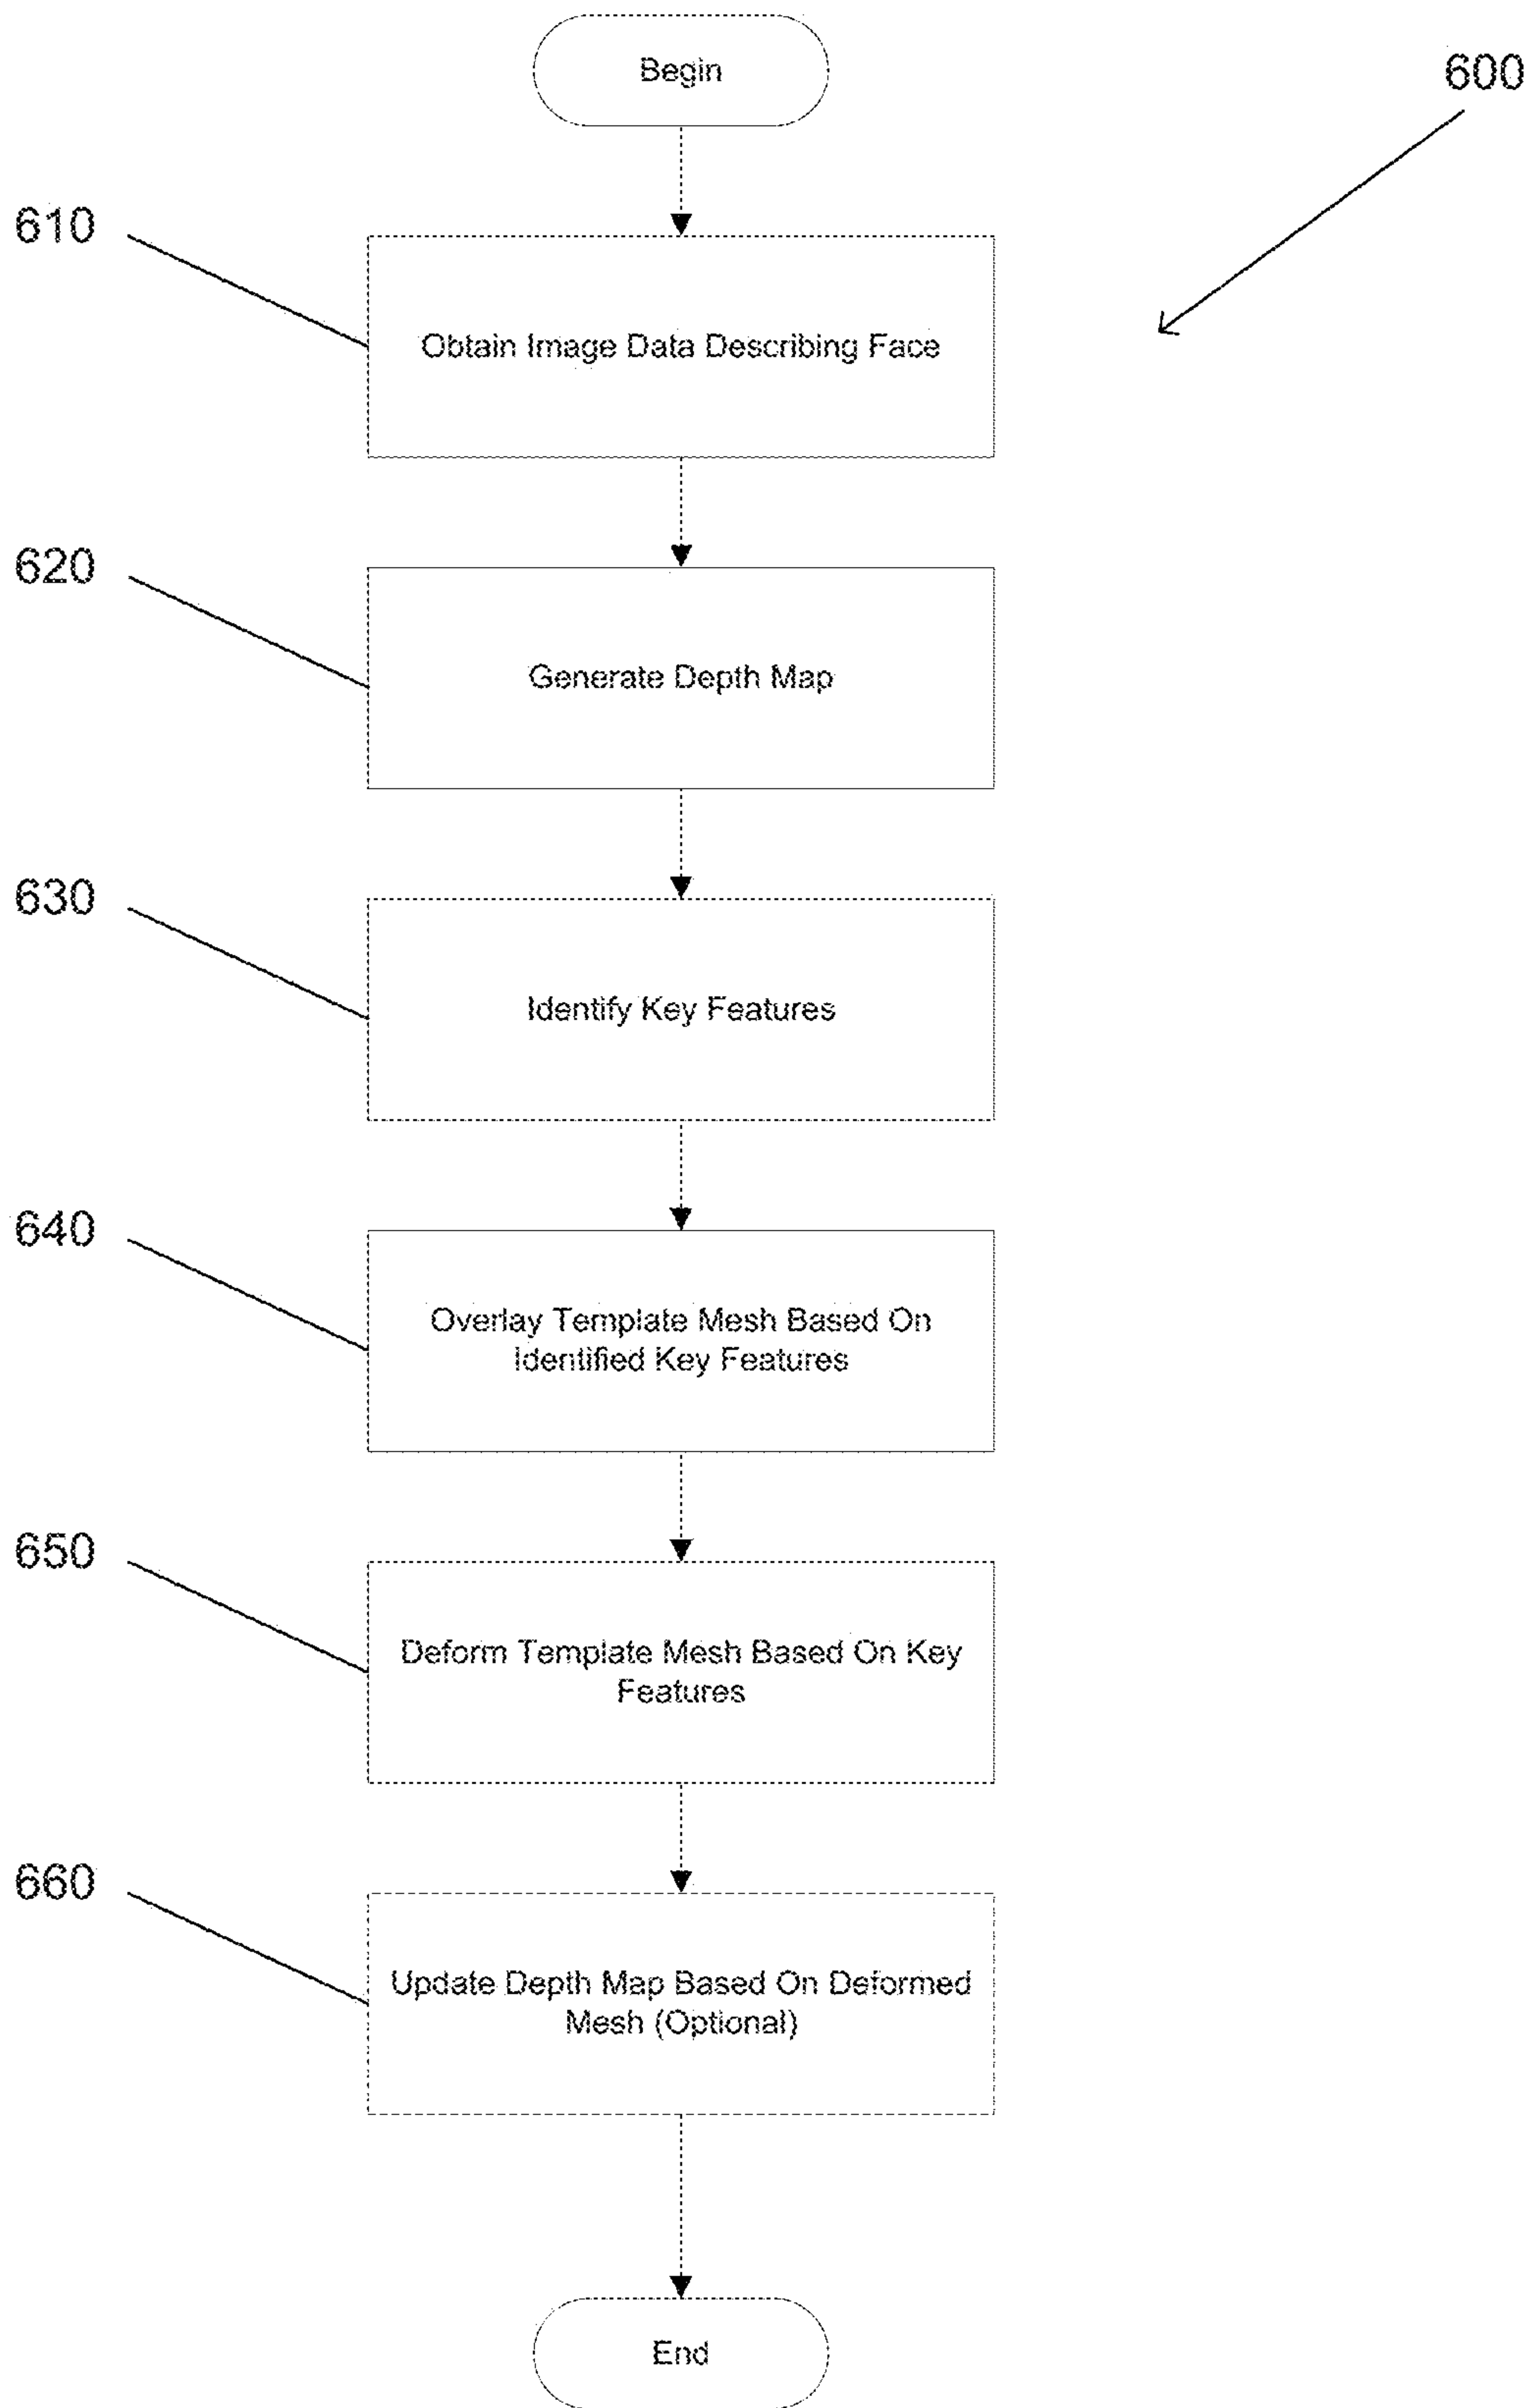 Begin
600
610
Obtain Image Data Describing Face
620
Generate Depth Map
630
Identify Key Features
640
Overlay Template Mesh Based On
Identified Key Features
650
Deform Template Mesh Based On Key
Features
660
Update Depth Map Based On Deformed
Mesh (Optional)
End